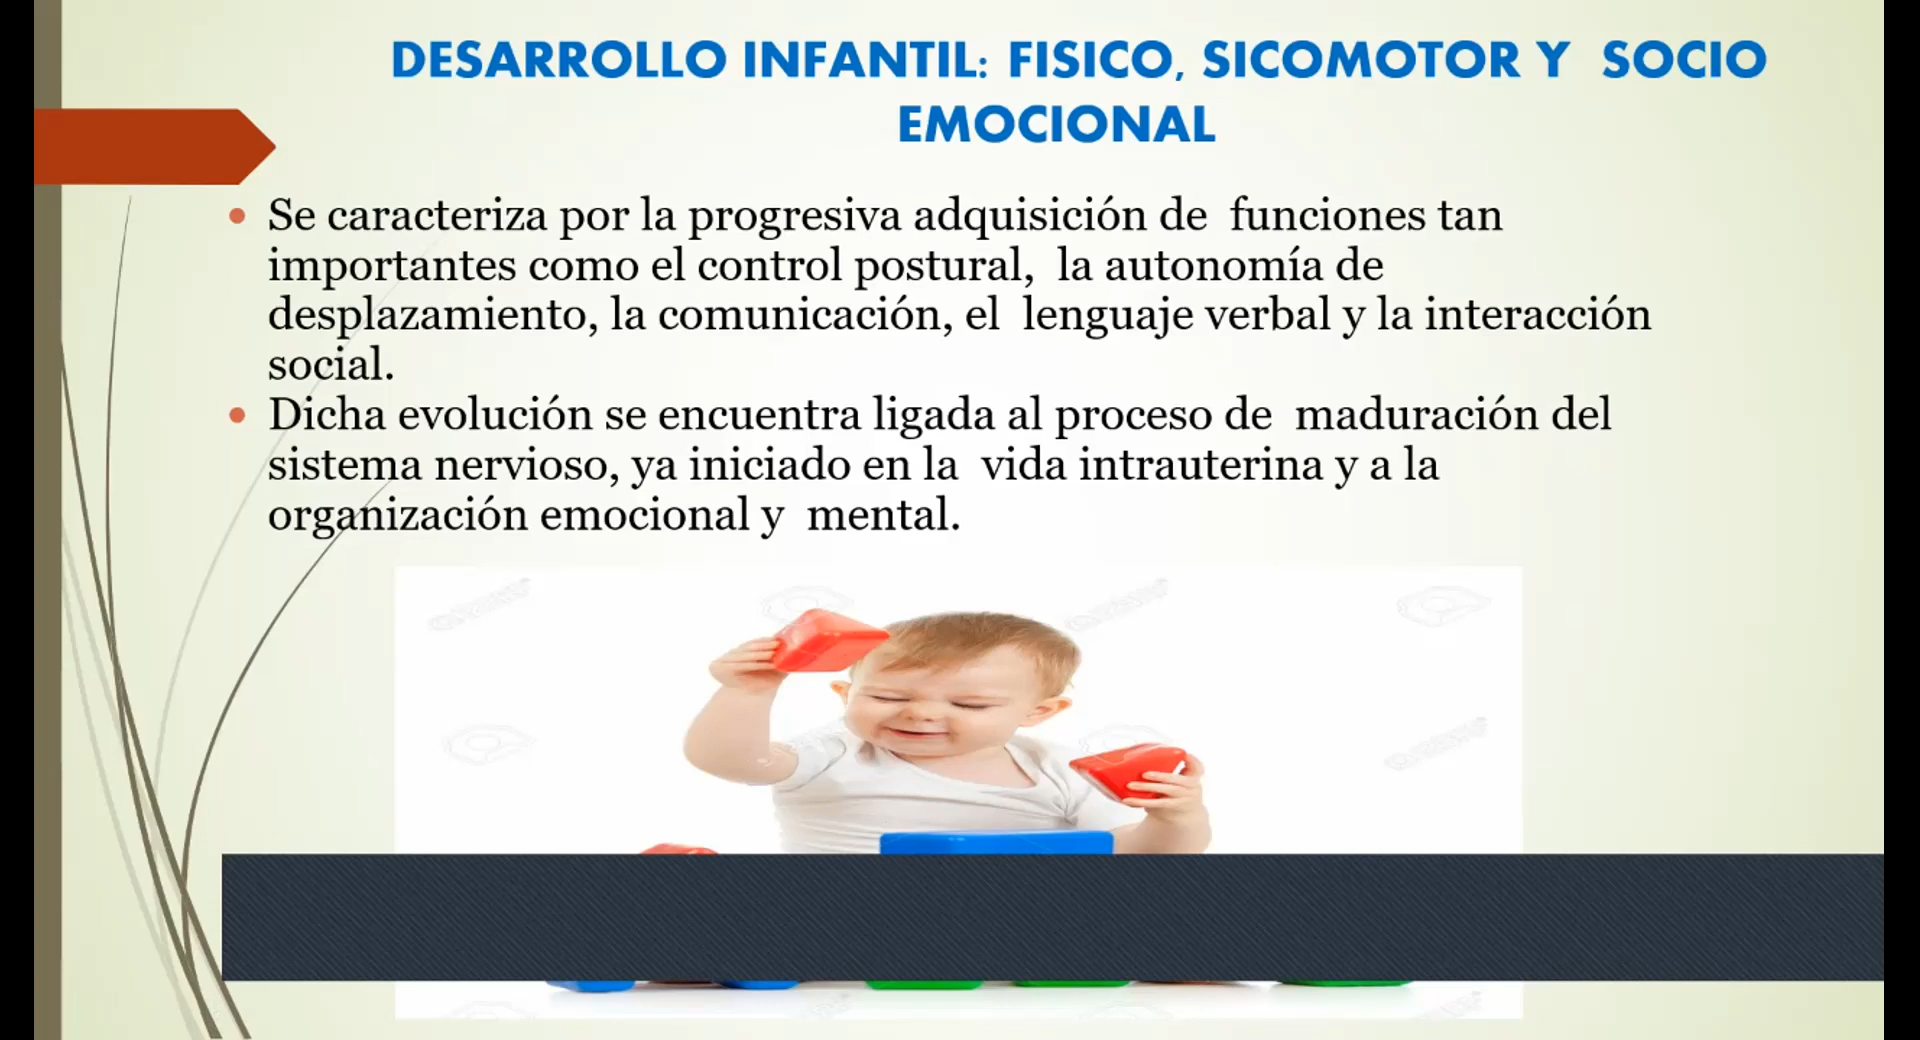 DESARROLLO INFANTIL: FISICO, SICOMOTOR Y SOCIO
EMOCIONAL
• Se caracteriza por la progresiva adquisición de funciones tan
importantes como el control postural, la autonomía de
desplazamiento, la comunicación, el lenguaje verbal y la interacción
social.
• Dicha evolución se encuentra ligada al proceso de maduración del
sistema nervioso, ya iniciado en la vida intrauterina y a la
organización emocional y mental.